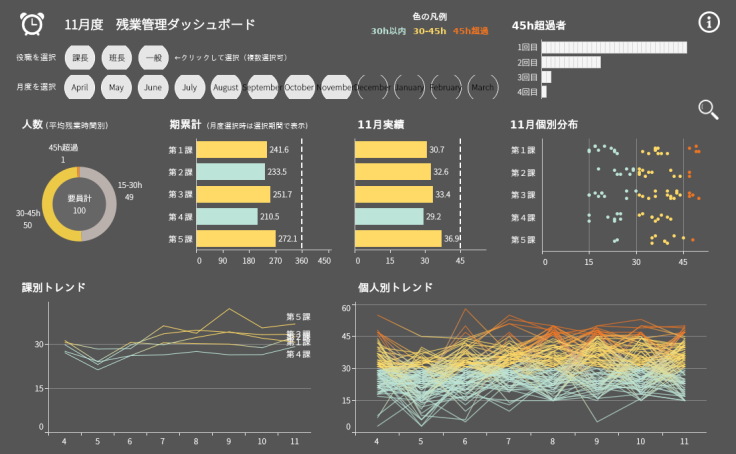 11月度 残業管理ダッシュボード
色の凡例
30h以内 30-45h 45h超過
45h超過者
1回目
2回目
3回目
4回目
役職を選択 課長 班長 一般 ←クリックして選択（複数選択可）
月度を選択 April May June July August September October November December January February March
人数（平均残業時間別）
45h超過
1
15-30h
49
30-45h
50
要員計
100
期累計（月度選択時は選択期間で表示）
第１課 241.6
第２課 233.5
第３課 251.7
第４課 210.5
第５課 272.1
0 90 180 270 360 450
11月実績
30.7
32.6
33.4
29.2
36.9
0 15 30 45
11月個別分布
第１課
第２課
第３課
第４課
第５課
0 15 30 45
課別トレンド
30
15
0
4 5 6 7 8 9 10 11
第５課
第３課
第１課
第４課
個人別トレンド
60
45
30
15
0
4 5 6 7 8 9 10 11